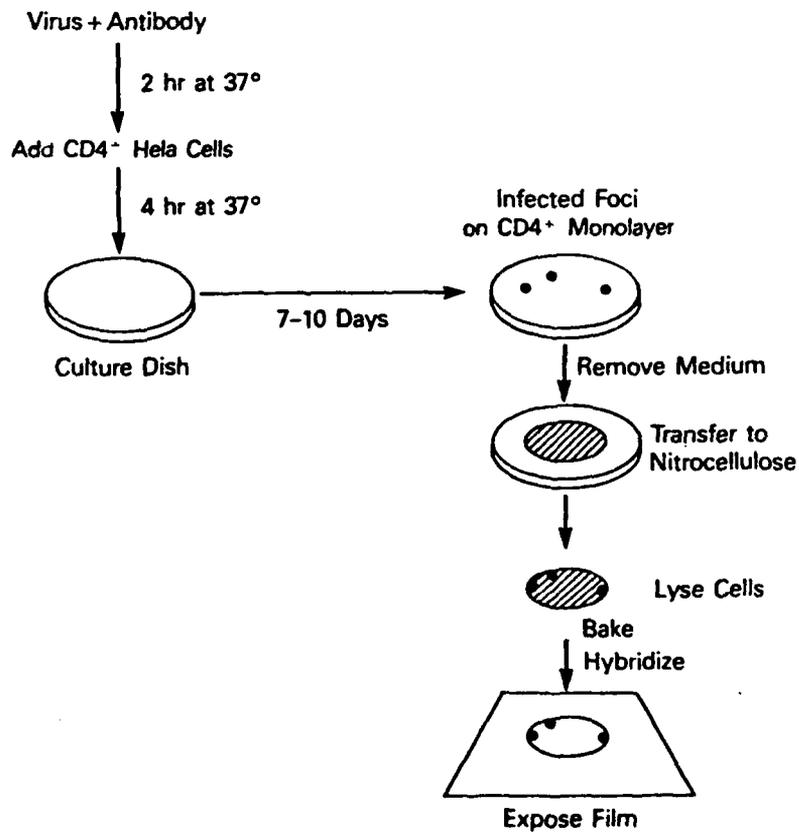 Virus + Antibody
2 hr at 37°
Add CD4⁺ Hela Cells
4 hr at 37°
Culture Dish
7–10 Days
Infected Foci
on CD4⁺ Monolayer
Remove Medium
Transfer to
Nitrocellulose
Lyse Cells
Bake
Hybridize
Expose Film